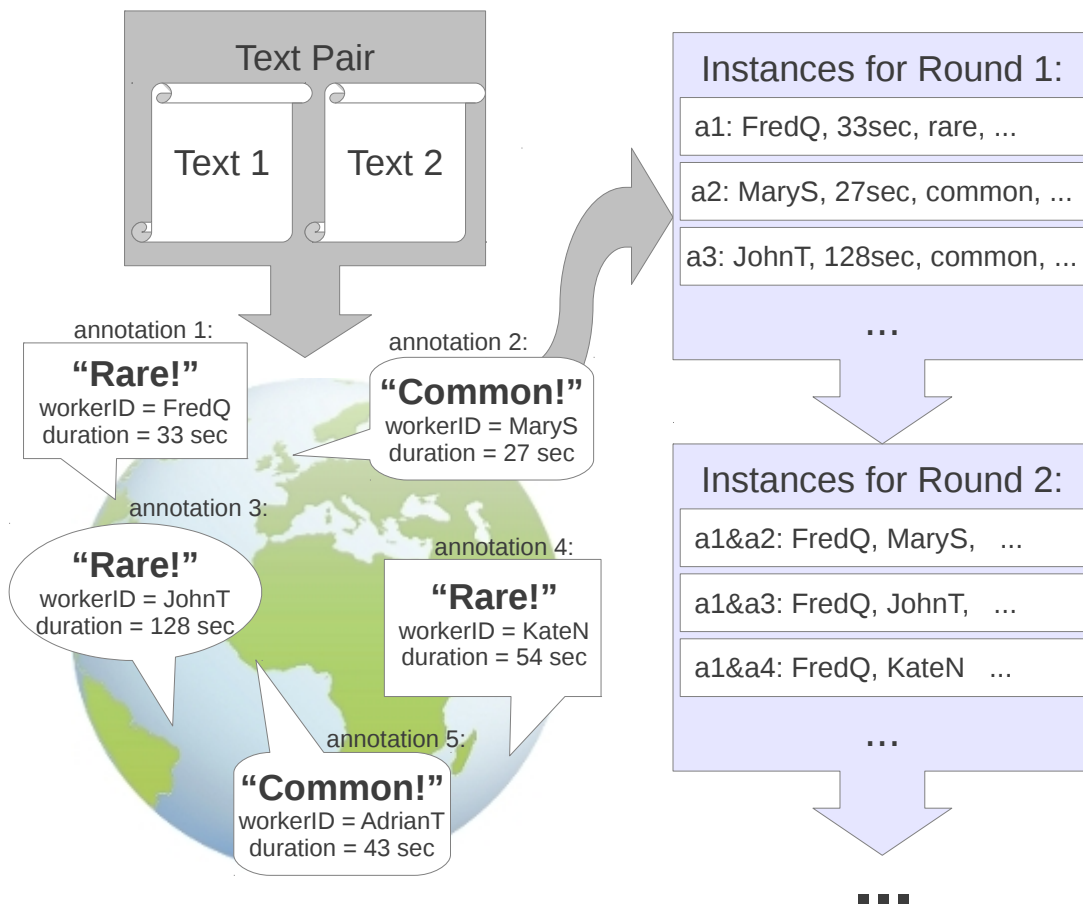 Text Pair
Text 1
Text 2
annotation 1:
“Rare!”
workerID = FredQ
duration = 33 sec
annotation 2:
“Common!”
workerID = MaryS
duration = 27 sec
annotation 3:
“Rare!”
workerID = JohnT
duration = 128 sec
annotation 4:
“Rare!”
workerID = KateN
duration = 54 sec
annotation 5:
“Common!”
workerID = AdrianT
duration = 43 sec
Instances for Round 1:
a1: FredQ, 33sec, rare, ...
a2: MaryS, 27sec, common, ...
a3: JohnT, 128sec, common, ...
...
Instances for Round 2:
a1&a2: FredQ, MaryS, ...
a1&a3: FredQ, JohnT, ...
a1&a4: FredQ, KateN ...
...
...